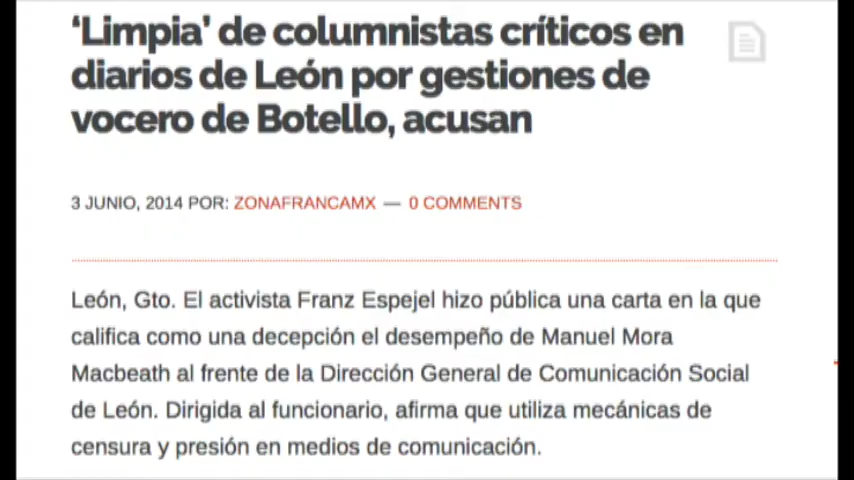 ‘Limpia’ de columnistas críticos en
diarios de León por gestiones de
vocero de Botello, acusan
3 JUNIO, 2014 POR: ZONAFRANCAMX — 0 COMMENTS
León, Gto. El activista Franz Espejel hizo pública una carta en la que
califica como una decepción el desempeño de Manuel Mora
Macbeath al frente de la Dirección General de Comunicación Social
de León. Dirigida al funcionario, afirma que utiliza mecánicas de
censura y presión en medios de comunicación.